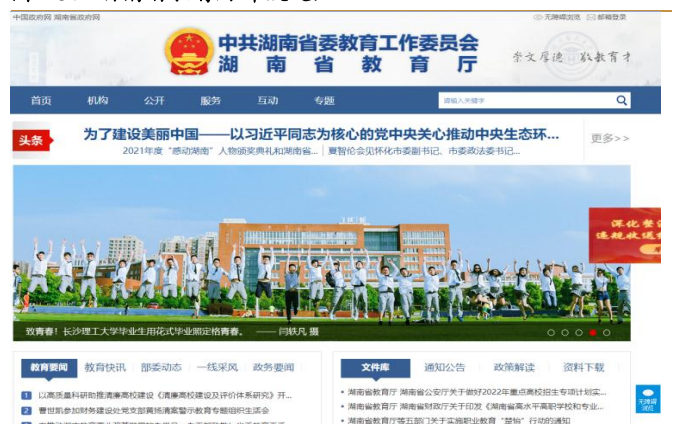 中国政府网 湖南省政府网
无障碍浏览 邮箱登录
中共湖南省委教育工作委员会
湖南省教育厅
崇文厚德 敬教育才
首页 机构 公开 服务 互动 专题
请输入关键字
头条
为了建设美丽中国——以习近平同志为核心的党中央关心推动中央生态环…
更多>>
2021年度“感动湖南”人物颁奖典礼和湖南省... 夏智伦会见怀化市委副书记、市委政法委书记...
深化整
违规收送
致青春！长沙理工大学毕业生用花式毕业照定格青春。 —— 闫轶凡 摄
教育要闻 教育快讯 部委动态 一线采风 政务要闻
文件库 通知公告 政策解读 资料下载
1 以高质量科研助推清廉高校建设《清廉高校建设及评价体系研究》开...
2 曹世凯参加财务建设处党支部黄扬清案警示教育专题组织生活会
湖南省教育厅 湖南省公安厅关于做好2022年重点高校招生专项计划实...
湖南省教育厅 湖南省财政厅关于印发《湖南省高水平高职学校和专业...
湖南省教育厅等五部门关于实施职业教育“楚怡”行动的通知
无障碍
浏览